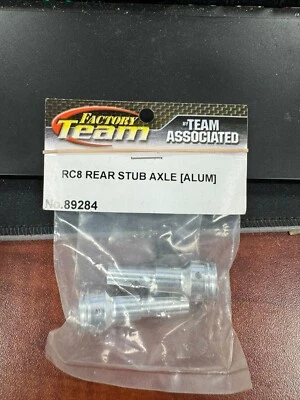 FACTORY
Team
BY TEAM
ASSOCIATED
RC8 REAR STUB AXLE [ALUM]
No.89284